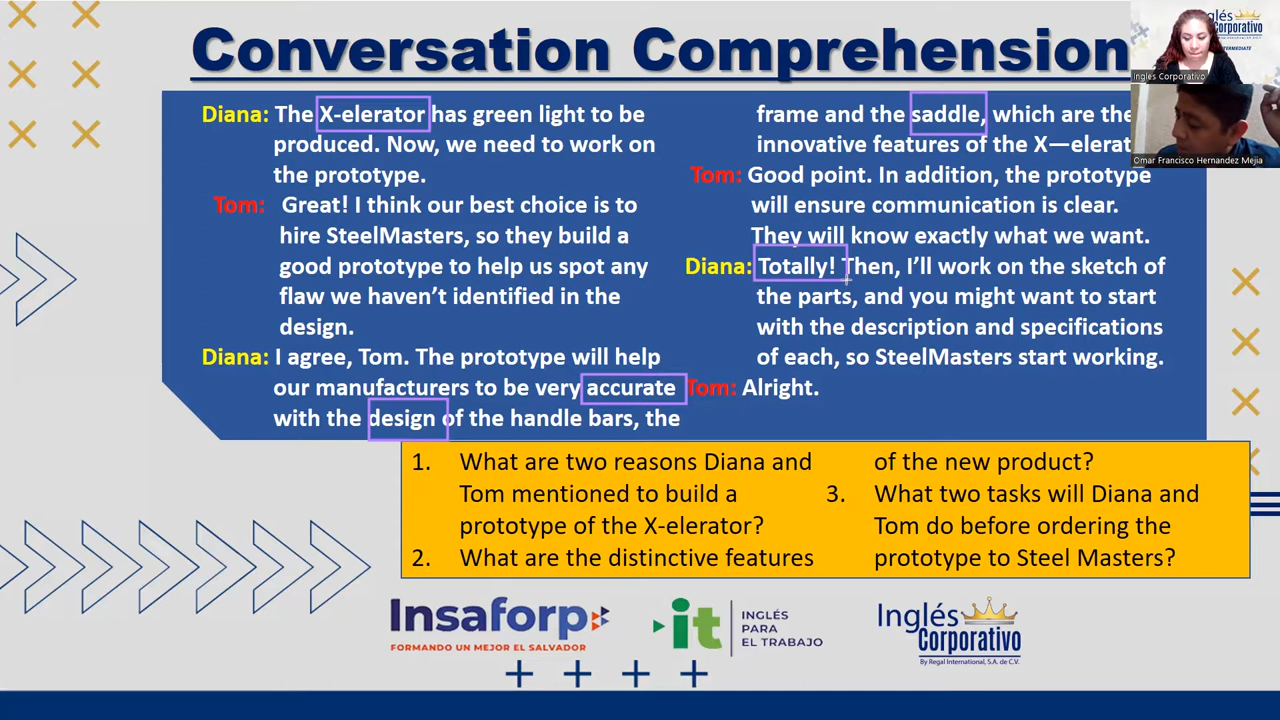 Conversation Comprehension
Diana: The X-elerator has green light to be
produced. Now, we need to work on
the prototype.
Tom: Great! I think our best choice is to
hire SteelMasters, so they build a
good prototype to help us spot any
flaw we haven't identified in the
design.
Diana: I agree, Tom. The prototype will help
our manufacturers to be very accurate
with the design of the handle bars, the
frame and the saddle, which are the
innovative features of the X—elerat
Tom: Good point. In addition, the prototype
will ensure communication is clear.
They will know exactly what we want.
Diana: Totally! Then, I'll work on the sketch of
the parts, and you might want to start
with the description and specifications
of each, so SteelMasters start working.
Tom: Alright.
1. What are two reasons Diana and
Tom mentioned to build a
prototype of the X-elerator?
2. What are the distinctive features
of the new product?
3. What two tasks will Diana and
Tom do before ordering the
prototype to Steel Masters?
Insaforp
FORMANDO UN MEJOR EL SALVADOR
it
INGLÉS
PARA
EL TRABAJO
Inglés
Corporativo
By Regal International, S.A. de C.V.
glés
Corporativo
Ingles Corporativo
Omar Francisco Hernandez Mejia